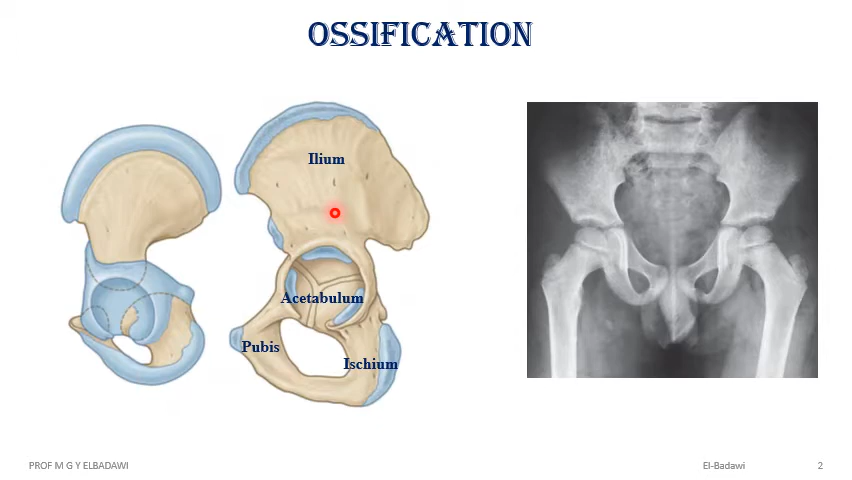 OSSIFICATION
Ilium
Acetabulum
Pubis
Ischium
PROF M G Y ELBADAWI
El-Badawi
2